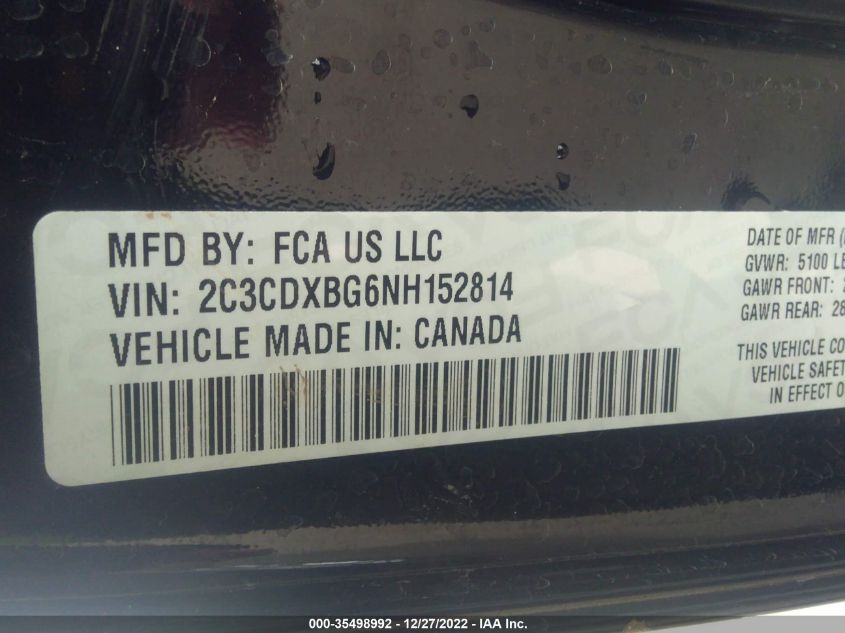 MFD BY: FCA US LLC
VIN: 2C3CDXBG6NH152814
VEHICLE MADE IN: CANADA
DATE OF MFR
GVWR: 5100
GAWR FRONT:
GAWR REAR: 28
THIS VEHICLE
VEHICLE
IN EFFECT
000-35498992 - 12/27/2022 - IAA Inc.